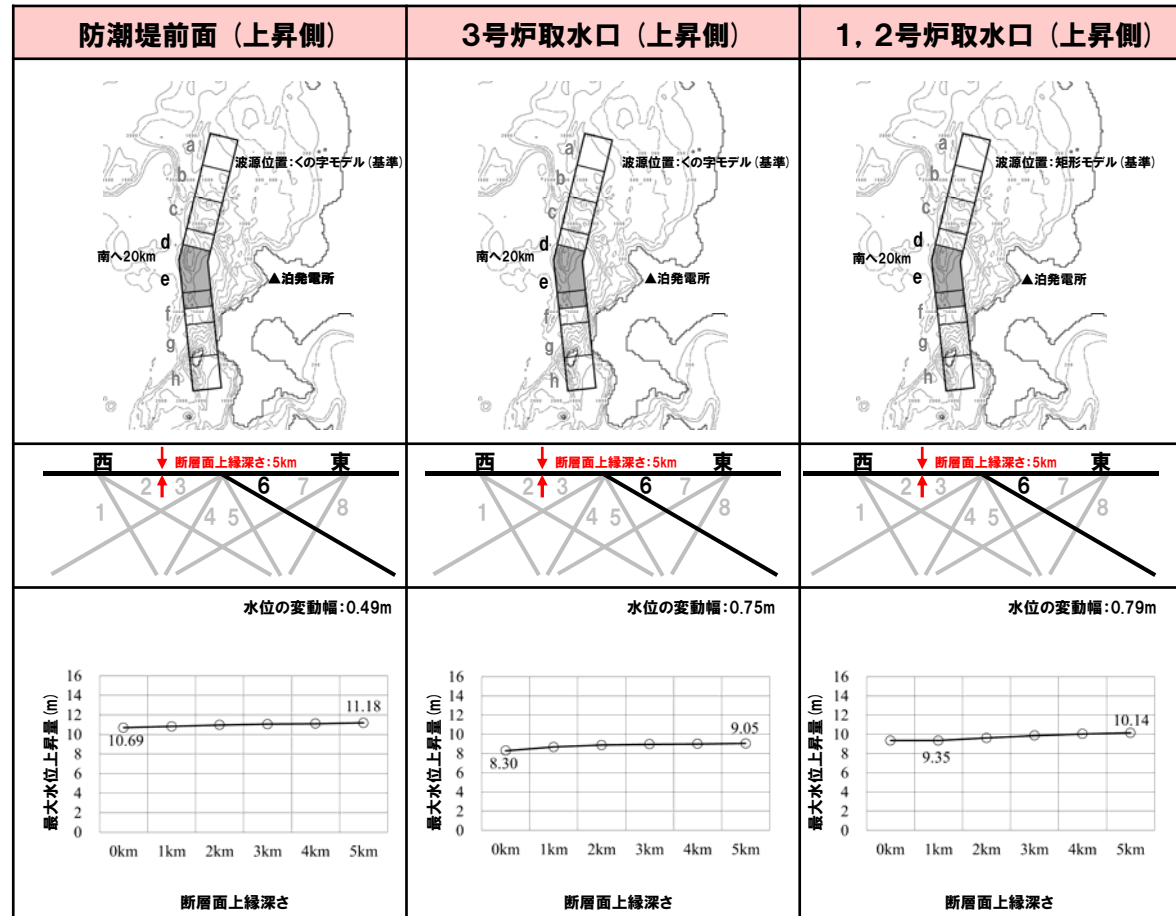 防潮堤前面（上昇側）
3号炉取水口（上昇側）
1，2号炉取水口（上昇側）
a
波源位置：くの字モデル（基準）
b
c
d
南へ20km
e
▲泊発電所
f
g
h
a
波源位置：くの字モデル（基準）
b
c
d
南へ20km
e
▲泊発電所
f
g
h
a
波源位置：矩形モデル（基準）
b
c
d
南へ20km
e
▲泊発電所
f
g
h
西
断層面上縁深さ：5km
東
1 2 3 4 5 6 7 8
西
断層面上縁深さ：5km
東
1 2 3 4 5 6 7 8
西
断層面上縁深さ：5km
東
1 2 3 4 5 6 7 8
水位の変動幅：0.49m
最大水位上昇量（m）
16
14
12
10
8
6
4
2
0
10.69
11.18
0km 1km 2km 3km 4km 5km
断層面上縁深さ
水位の変動幅：0.75m
最大水位上昇量（m）
16
14
12
10
8
6
4
2
0
8.30
9.05
0km 1km 2km 3km 4km 5km
断層面上縁深さ
水位の変動幅：0.79m
最大水位上昇量（m）
16
14
12
10
8
6
4
2
0
9.35
10.14
0km 1km 2km 3km 4km 5km
断層面上縁深さ